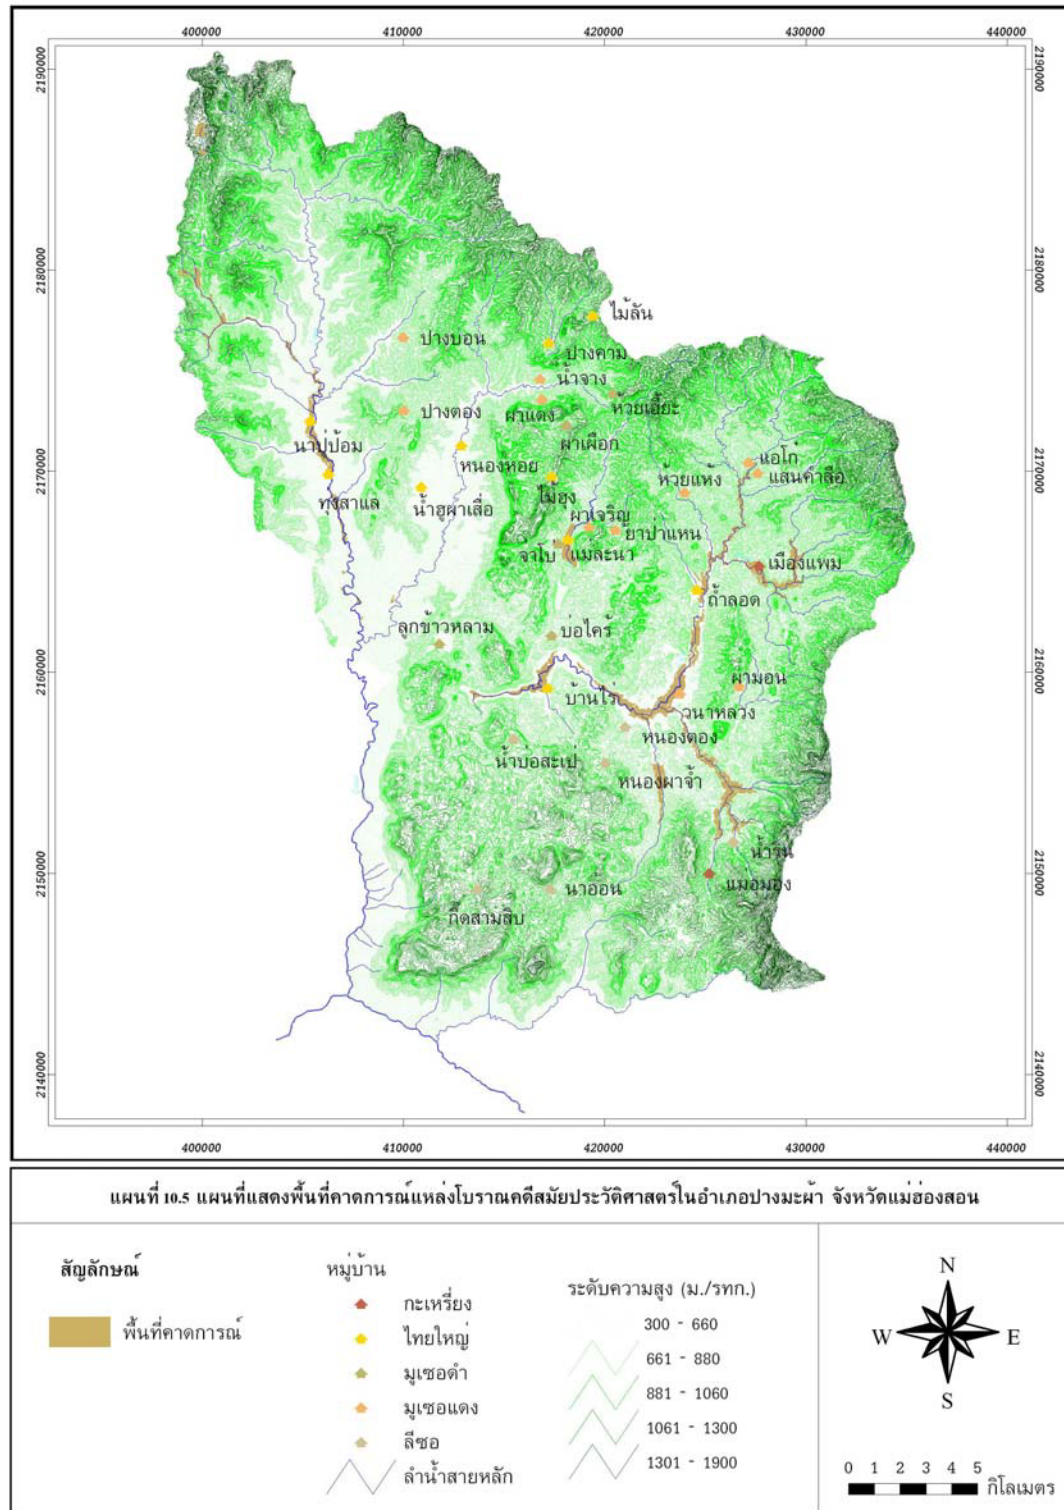 400000 410000 420000 430000 440000
2190000 2190000
2180000 2180000
ไม้ลัน
ปางบอน ปางคาม
น้ำจาง
ปางตอง ผาแดง ห้วยเฮี๊ยะ
นาปู่ป้อม ผาเผือก
หนองหอย แอโก๋
2170000 2170000
ทุ่งสาแล น้ำฮูผาเสื่อ ไม้ฮุง ห้วยแห้ง แสนคำลือ
ผาเจริญ
ยาป่าแหน
จ่าโบ่ แม่ละนา เมืองแพม
ถ้ำลอด
ลูกข้าวหลาม บ่อไคร้
2160000 2160000
บ้านไร่ ผามอน
วนาหลวง
หนองตอง
น้ำบ่อสะเป่ หนองผาจ้ำ
น้ำริน
2150000 2150000
กึ๊ดสามสิบ นาอ้อน แม่อูมอง
2140000 2140000
400000 410000 420000 430000 440000
แผนที่ 10.5 แผนที่แสดงพื้นที่คาดการณ์แหล่งโบราณคดีสมัยประวัติศาสตร์ในอำเภอปางมะผ้า จังหวัดแม่ฮ่องสอน
สัญลักษณ์
พื้นที่คาดการณ์
หมู่บ้าน
กะเหรี่ยง
ไทยใหญ่
มูเซอดำ
มูเซอแดง
ลีซอ
ลำน้ำสายหลัก
ระดับความสูง (ม./รทก.)
300 - 660
661 - 880
881 - 1060
1061 - 1300
1301 - 1900
N
W E
S
0 1 2 3 4 5
กิโลเมตร